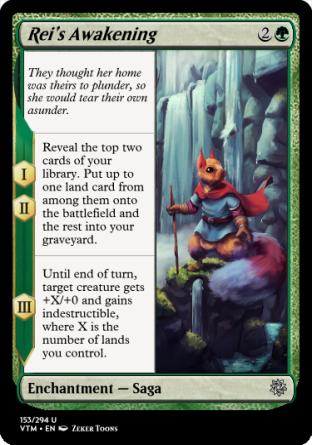 Rei's Awakening 2
They thought her home
was theirs to plunder, so
she would tear their own
asunder.
I
II
Reveal the top two
cards of your
library. Put up to
one land card from
among them onto
the battlefield and
the rest into your
graveyard.
III
Until end of turn,
target creature gets
+X/+0 and gains
indestructible,
where X is the
number of lands
you control.
Enchantment — Saga
153/294 U
VTM • EN ZEKER TOONS